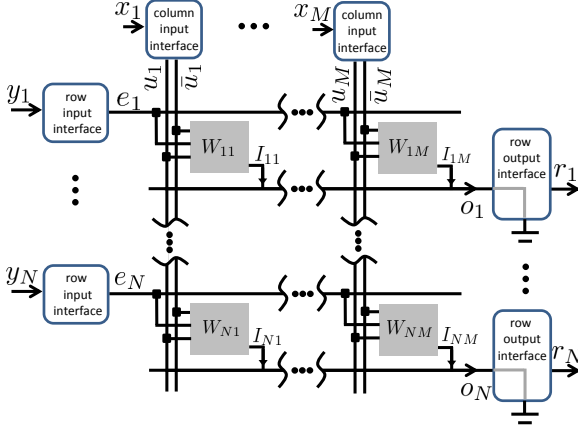 x₁ column input interface ••• x_M column input interface
u₁ ū₁ u_M ū_M
y₁ row input interface e₁
W₁₁ I₁₁ W₁M I₁M
o₁ row output interface r₁
y_N row input interface e_N
W_N1 I_N1 W_NM I_NM
o_N row output interface r_N